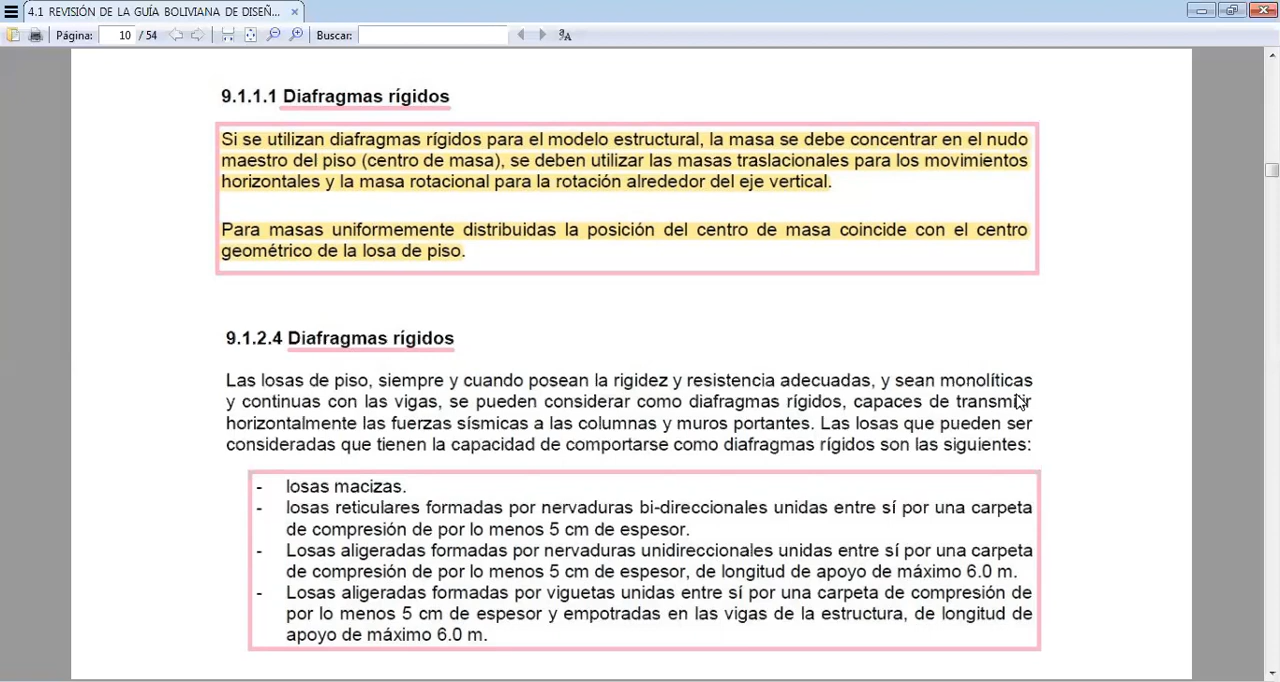 4.1 REVISIÓN DE LA GUÍA BOLIVIANA DE DISEÑ...
Página: 10 / 54 Buscar:
9.1.1.1 Diafragmas rígidos
Si se utilizan diafragmas rígidos para el modelo estructural, la masa se debe concentrar en el nudo
maestro del piso (centro de masa), se deben utilizar las masas traslacionales para los movimientos
horizontales y la masa rotacional para la rotación alrededor del eje vertical.
Para masas uniformemente distribuidas la posición del centro de masa coincide con el centro
geométrico de la losa de piso.
9.1.2.4 Diafragmas rígidos
Las losas de piso, siempre y cuando posean la rigidez y resistencia adecuadas, y sean monolíticas
y continuas con las vigas, se pueden considerar como diafragmas rígidos, capaces de transmitir
horizontalmente las fuerzas sísmicas a las columnas y muros portantes. Las losas que pueden ser
consideradas que tienen la capacidad de comportarse como diafragmas rígidos son las siguientes:
- losas macizas.
- losas reticulares formadas por nervaduras bi-direccionales unidas entre sí por una carpeta
de compresión de por lo menos 5 cm de espesor.
- Losas aligeradas formadas por nervaduras unidireccionales unidas entre sí por una carpeta
de compresión de por lo menos 5 cm de espesor, de longitud de apoyo de máximo 6.0 m.
- Losas aligeradas formadas por viguetas unidas entre sí por una carpeta de compresión de
por lo menos 5 cm de espesor y empotradas en las vigas de la estructura, de longitud de
apoyo de máximo 6.0 m.